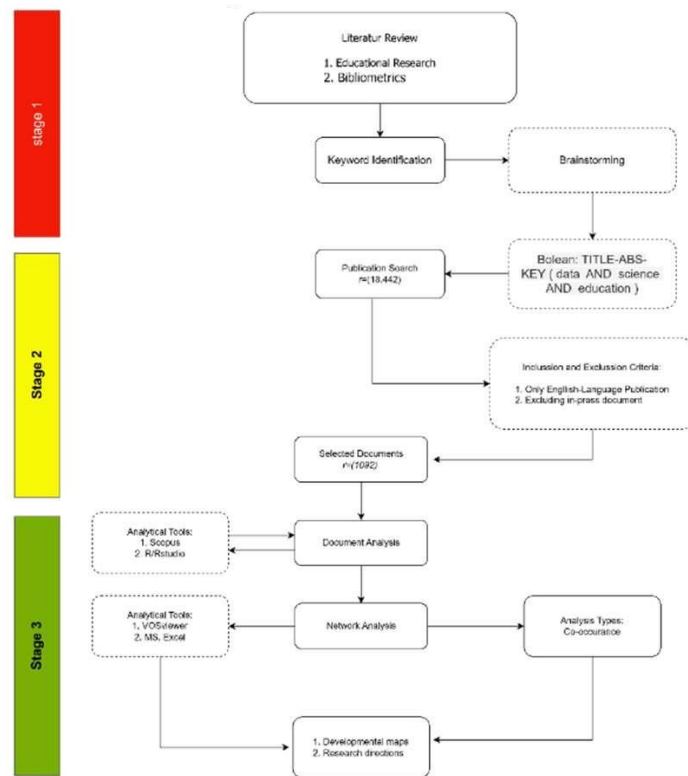 Literatur Review
1. Educational Research
2. Bibliometrics
stage 1
Keyword Identification
Brainstorming
Publication Search
r=(18.442)
Bolean: TITLE-ABS-
KEY ( data AND science
AND education )
Stage 2
Inclussion and Exclussion Criteria:
1. Only Engllish-Language Publication
2. Excluding in-press document
Selected Documents
r=(1092)
Analytical Tools:
1. Scopus
2. R/Rstudio
Document Analysis
Stage 3
Analytical Tools:
1. VOSviewer
2. MS. Excel
Network Analysis
Analysis Types:
Co-occurance
1. Developmental maps
2. Research directions